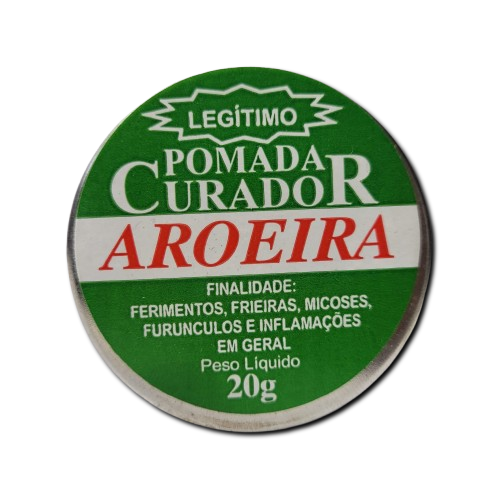 LEGÍTIMO
POMADA
CURADOR
AROEIRA
FINALIDADE:
FERIMENTOS, FRIEIRAS, MICOSES,
FURUNCULOS E INFLAMAÇÕES
EM GERAL
Peso Líquido
20g